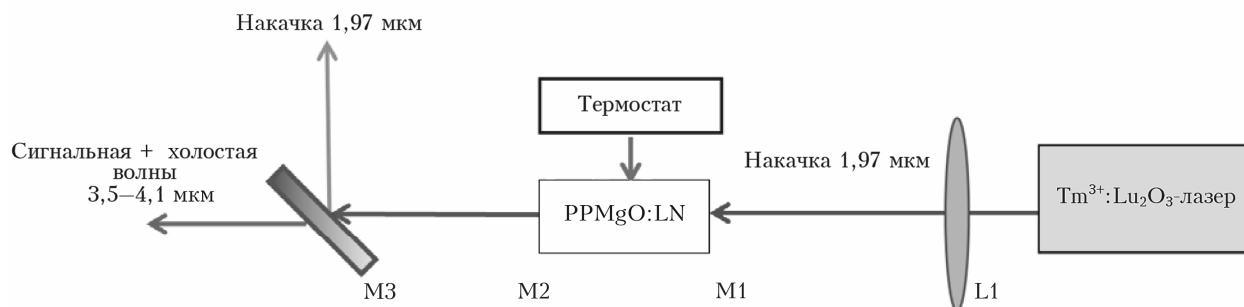 Накачка 1,97 мкм
Термостат
Сигнальная + холостая
волны
3,5–4,1 мкм
Накачка 1,97 мкм
PPMgO:LN
Tm³⁺:Lu₂O₃-лазер
M3
M2
M1
L1